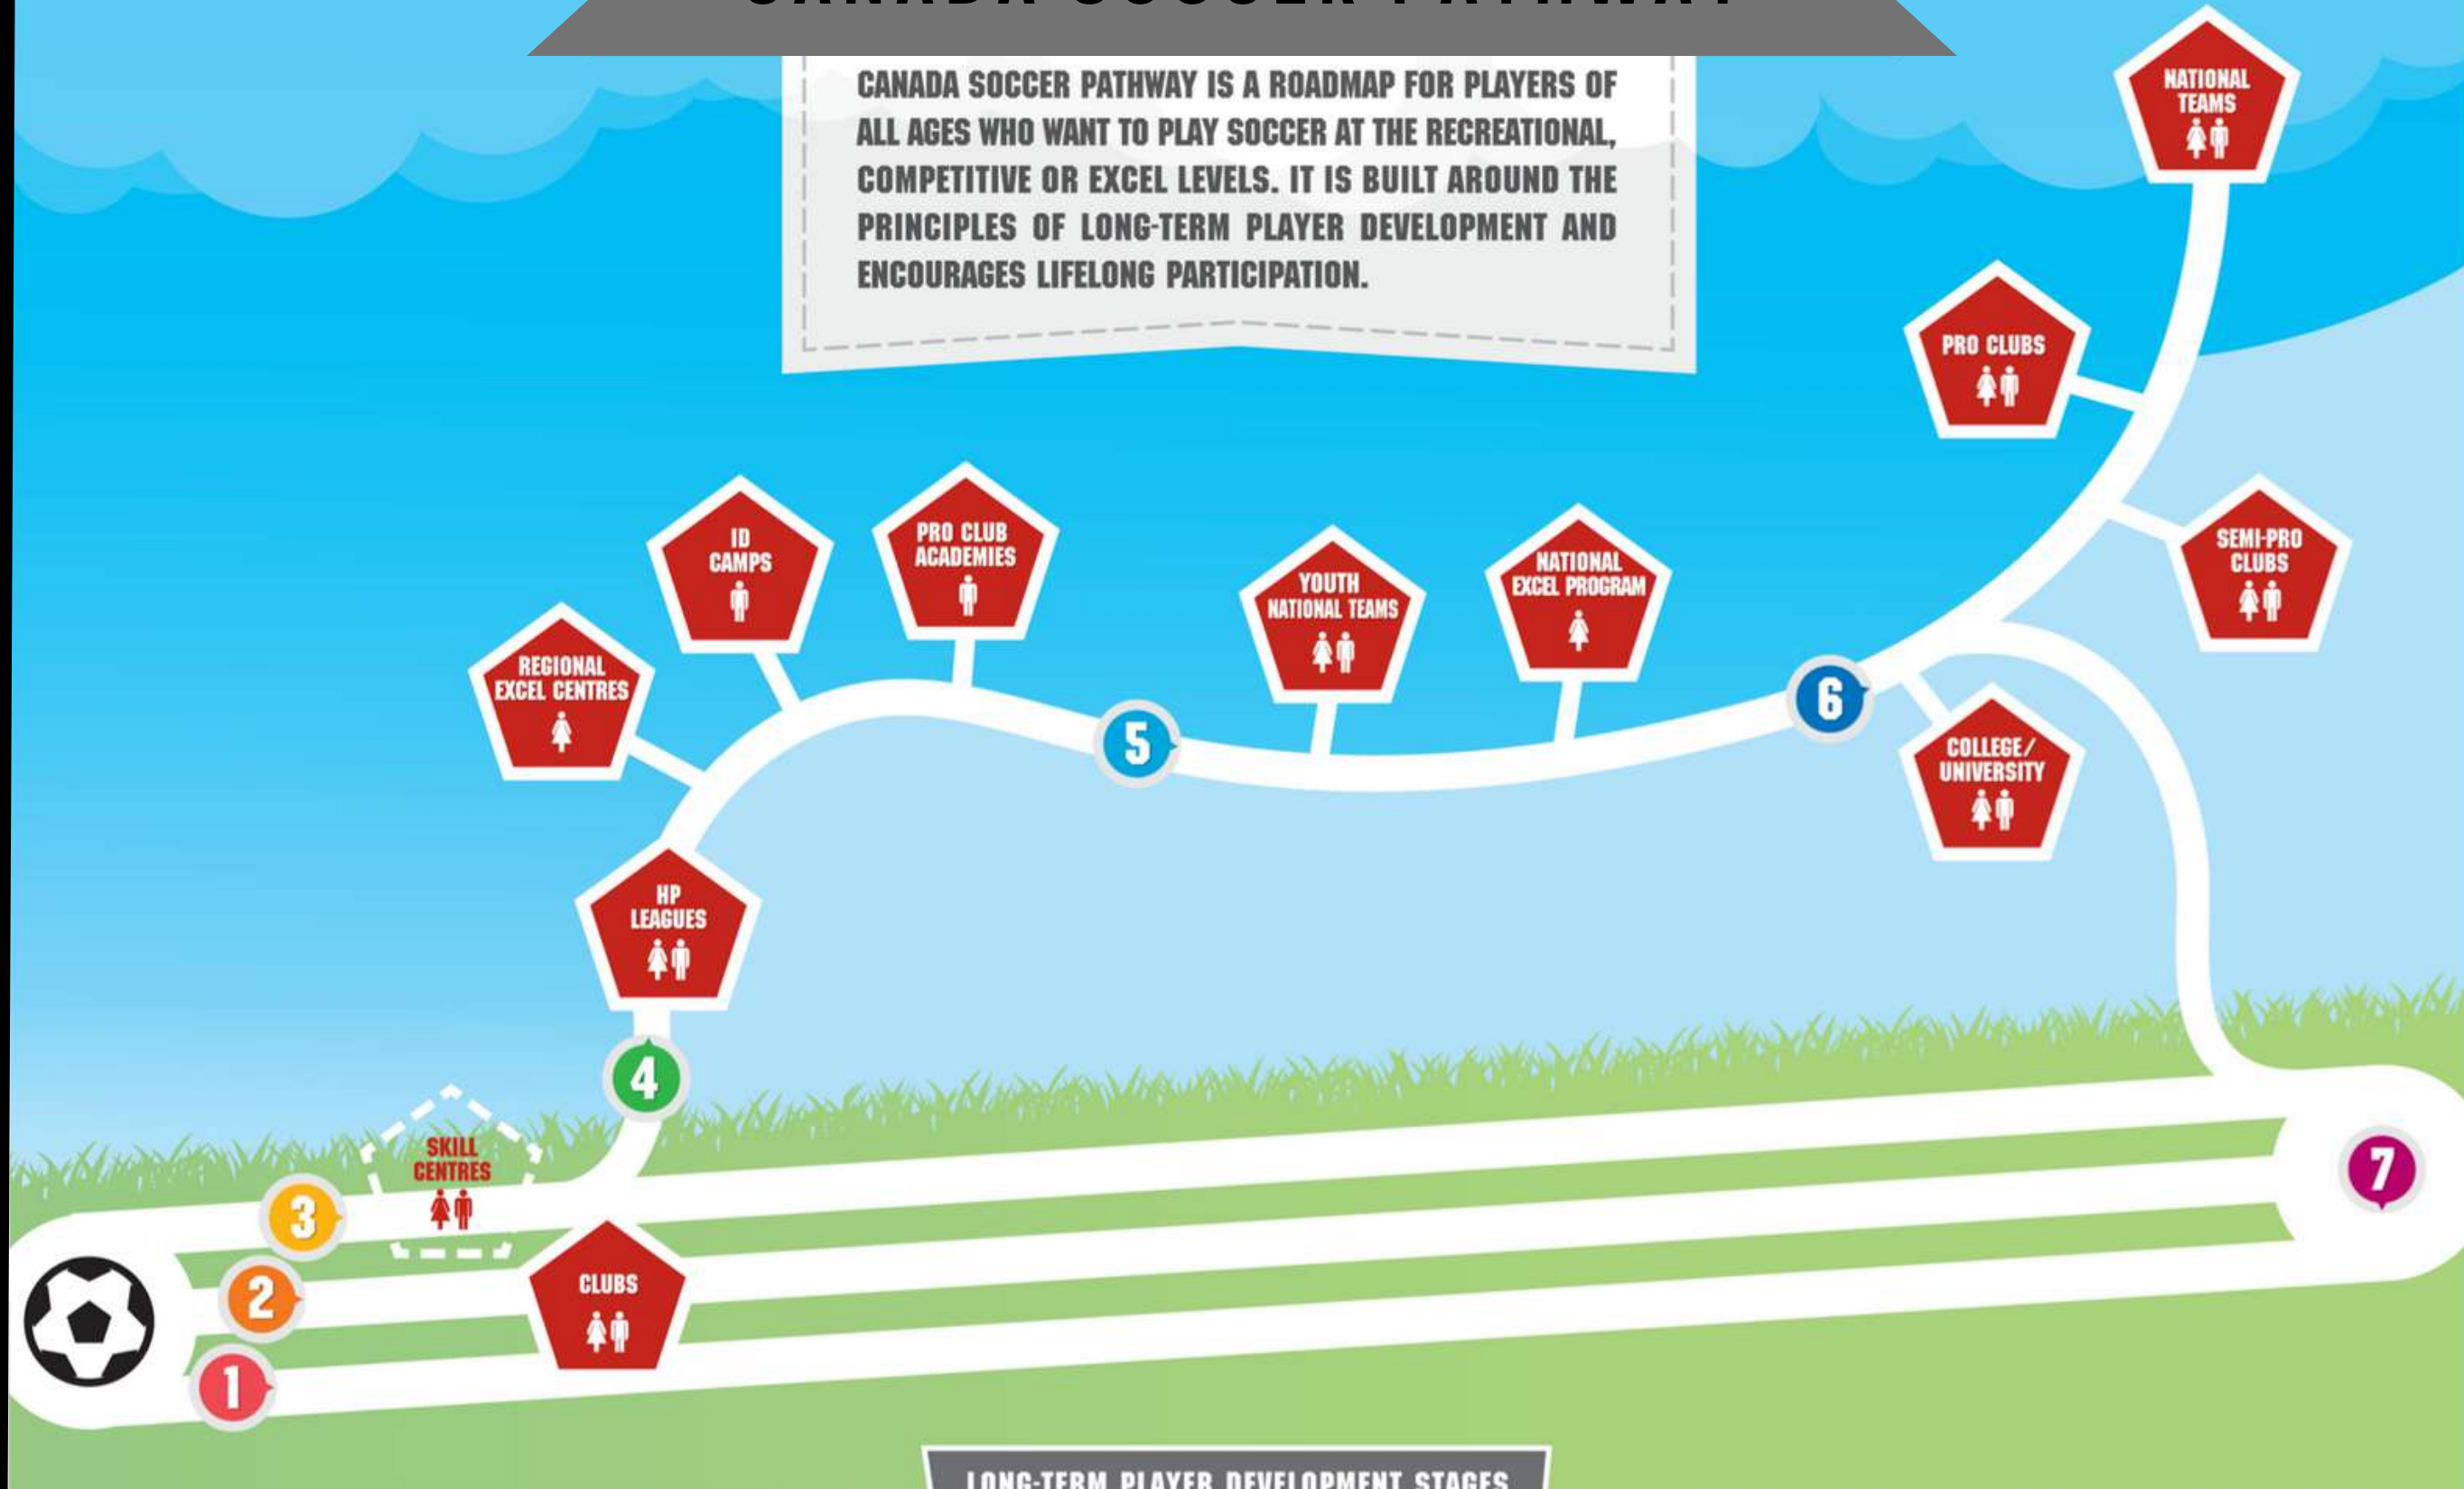 CANADA SOCCER PATHWAY
CANADA SOCCER PATHWAY IS A ROADMAP FOR PLAYERS OF
ALL AGES WHO WANT TO PLAY SOCCER AT THE RECREATIONAL,
COMPETITIVE OR EXCEL LEVELS. IT IS BUILT AROUND THE
PRINCIPLES OF LONG-TERM PLAYER DEVELOPMENT AND
ENCOURAGES LIFELONG PARTICIPATION.
NATIONAL
TEAMS
PRO CLUBS
SEMI-PRO
CLUBS
ID
CAMPS
PRO CLUB
ACADEMIES
YOUTH
NATIONAL TEAMS
NATIONAL
EXCEL PROGRAM
REGIONAL
EXCEL CENTRES
5
6
COLLEGE/
UNIVERSITY
HP
LEAGUES
4
SKILL
CENTRES
3
7
2
CLUBS
1
LONG-TERM PLAYER DEVELOPMENT STAGES